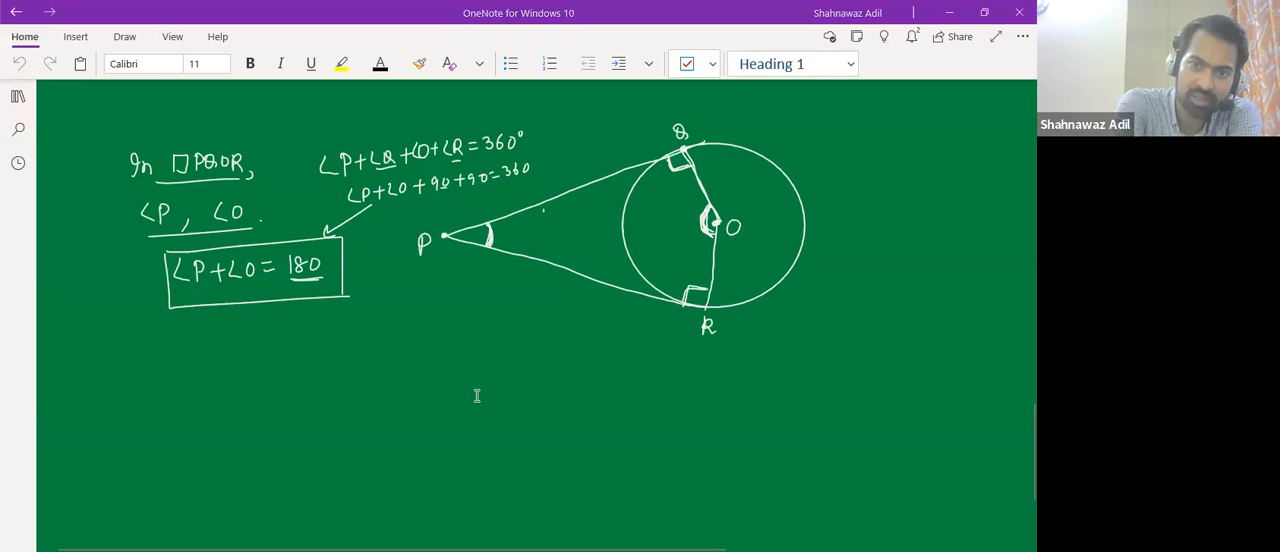 OneNote for Windows 10
Shahnawaz Adil
Home Insert Draw View Help
Share
Calibri 11 B I U A Heading 1
Shahnawaz Adil
In □PQOR,
∠P+∠Q+∠O+∠R=360°
∠P+∠O+90+90=360
∠P, ∠O.
∠P+∠O= 180
Q
P
O
R